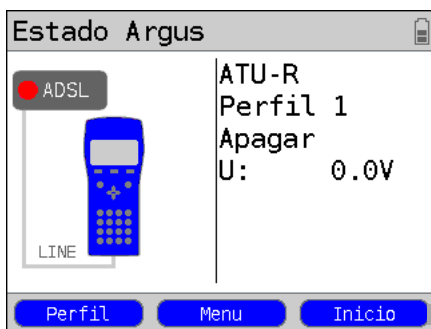 Estado Argus
ADSL
LINE
ATU-R
Perfil 1
Apagar
U: 0.0V
Perfil
Menu
Inicio